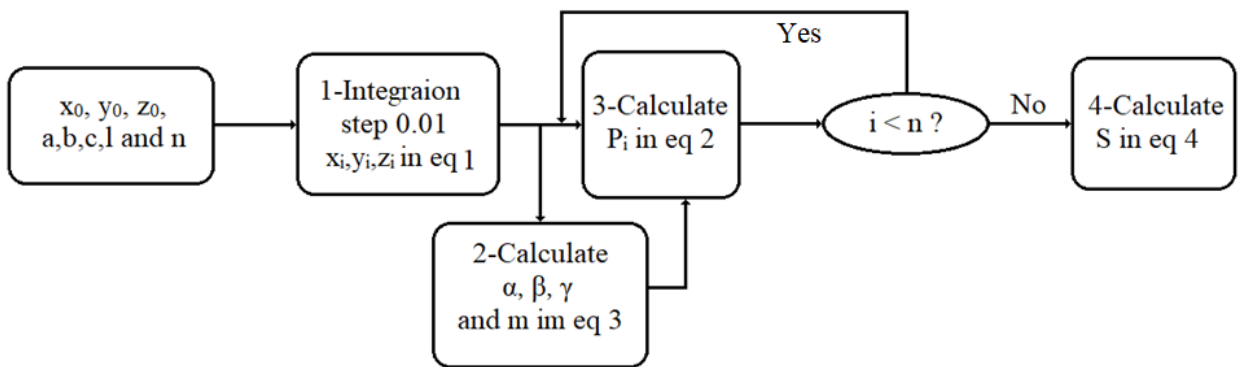 x₀, y₀, z₀,
a,b,c,l and n
1-Integraion
step 0.01
xᵢ,yᵢ,zᵢ in eq 1
2-Calculate
α, β, γ
and m im eq 3
3-Calculate
Pᵢ in eq 2
Yes
i < n ?
No
4-Calculate
S in eq 4